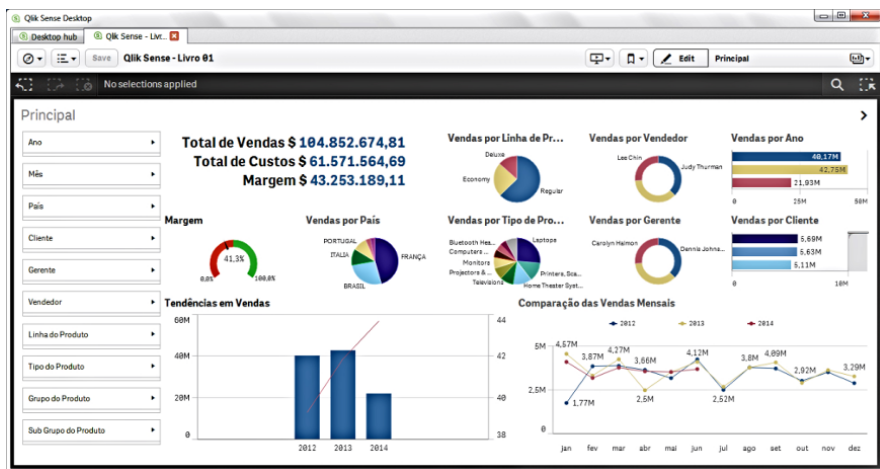 Qlik Sense Desktop
Desktop hub
Qlik Sense - Livr...
Save
Qlik Sense - Livro 01
Edit
Principal
No selections applied
Principal
Ano
Mês
País
Cliente
Gerente
Vendedor
Linha do Produto
Tipo do Produto
Grupo do Produto
Sub Grupo do Produto
Total de Vendas $ 104.852.674,81
Total de Custos $ 61.571.564,69
Margem $ 43.253.189,11
Vendas por Linha de Pr...
Deluxe
Economy
Regular
Vendas por Vendedor
Lee Chin
Judy Thurman
Vendas por Ano
40,17M
42,75M
21,93M
0 25M 50M
Margem
41,3%
0,0% 100,0%
Vendas por País
PORTUGAL
ITALIA
FRANÇA
BRASIL
Vendas por Tipo de Pro...
Bluetooth Hea...
Laptops
Computers ...
Monitors
Projectors & ...
Printers, Sca...
Televisions
Home Theater Syst...
Vendas por Gerente
Carolyn Halmon
Dennis Johns...
Vendas por Cliente
5,69M
5,63M
5,11M
0 10M
Tendências em Vendas
60M 44
40M 42
20M 40
0 38
2012 2013 2014
Comparação das Vendas Mensais
2012 2013 2014
5M
2,5M
0
4,57M
3,87M
4,27M
3,66M
4,12M
3,8M
4,09M
2,92M
3,29M
1,77M
2,5M
2,52M
jan fev mar abr mai jun jul ago set out nov dez